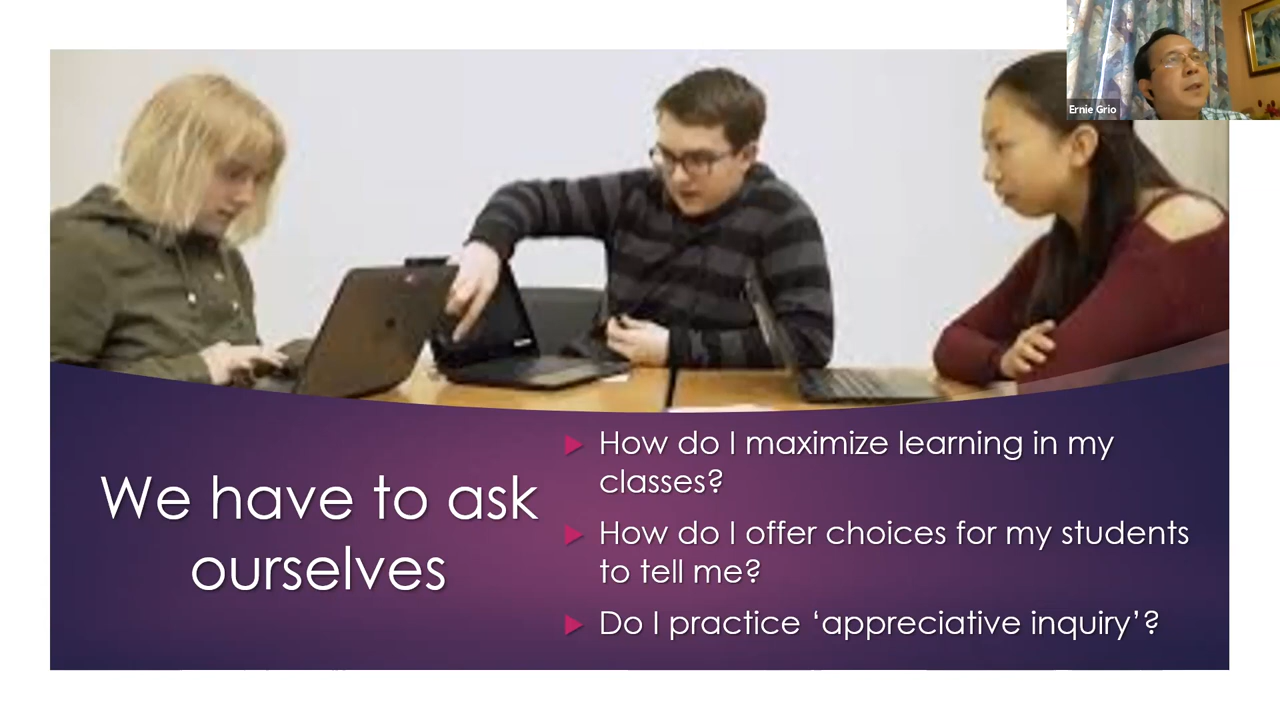 Ernie Grio
We have to ask
ourselves
How do I maximize learning in my
classes?
How do I offer choices for my students
to tell me?
Do I practice ‘appreciative inquiry’?